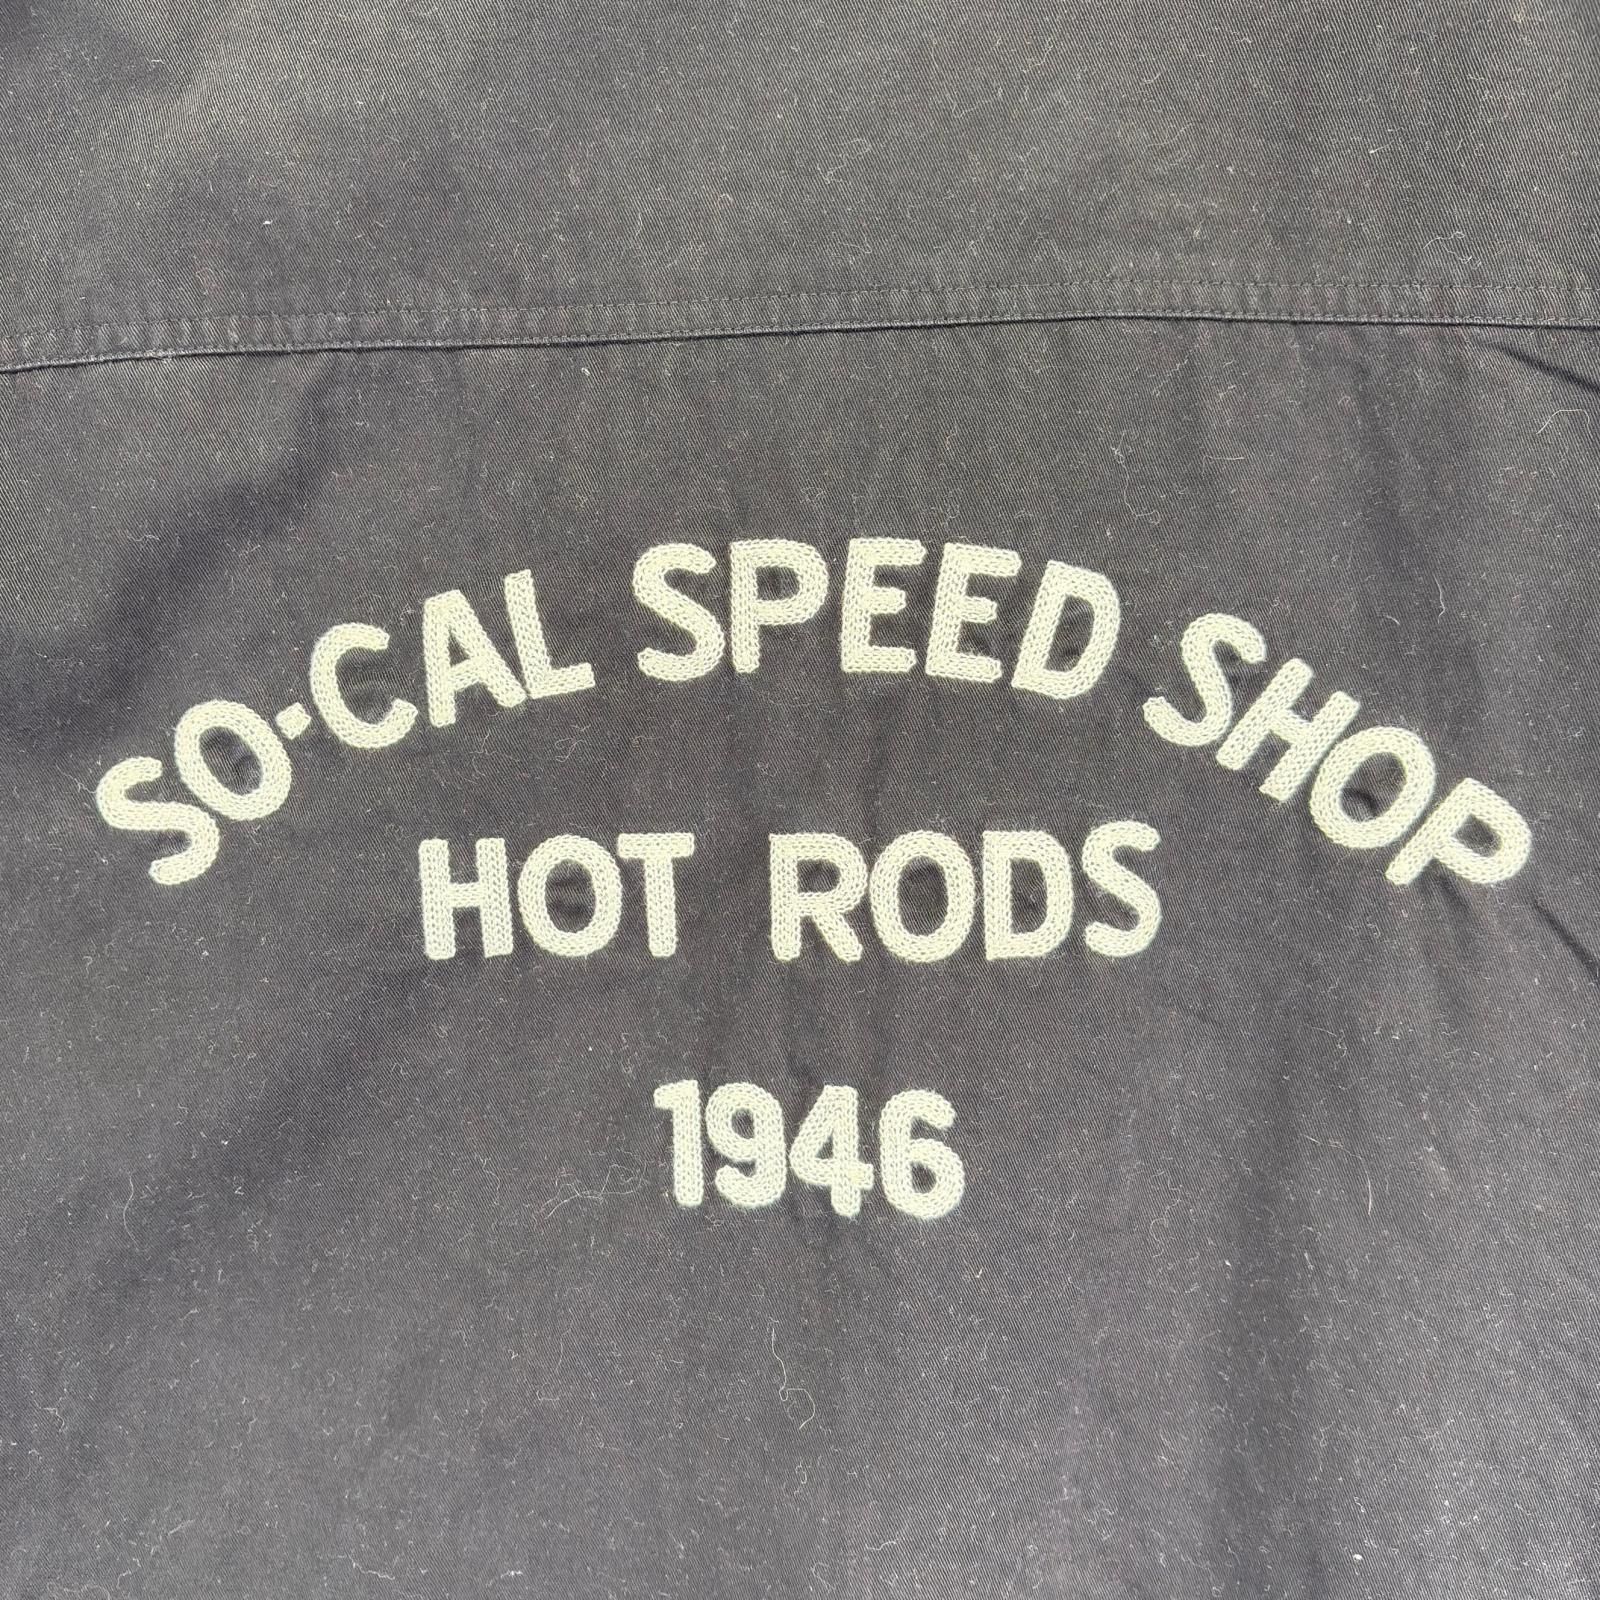 SO-CAL SPEED SHOP
HOT RODS
1946